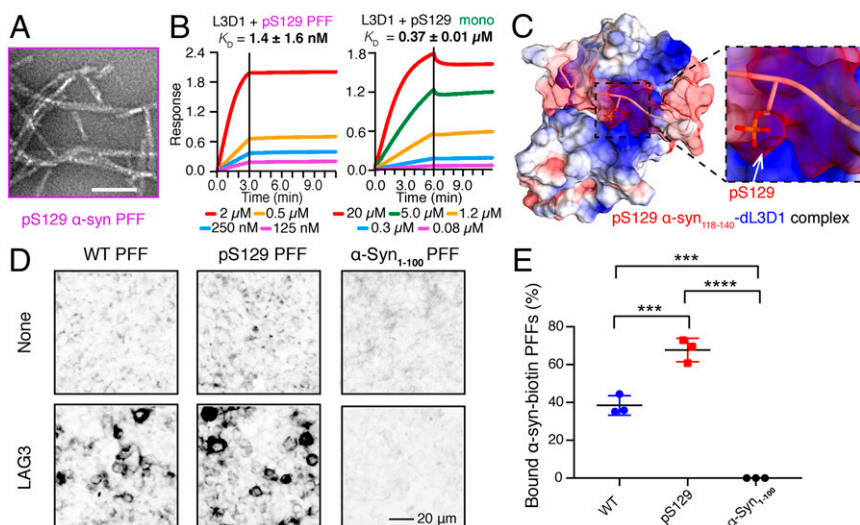 A
pS129 α-syn PFF
B
L3D1 + pS129 PFF
K_D = 1.4 ± 1.6 nM
L3D1 + pS129 mono
K_D = 0.37 ± 0.01 µM
Response
2.4
1.8
1.2
0.6
0.0
0.0 3.0 6.0 9.0
Time (min)
2 µM 0.5 µM
250 nM 125 nM
1.8
1.2
0.6
0.0
0.0 3.0 6.0 9.0
Time (min)
20 µM 5.0 µM 1.2 µM
0.3 µM 0.08 µM
C
pS129
pS129 α-syn118-140-dL3D1 complex
D
WT PFF pS129 PFF α-Syn1-100 PFF
None
LAG3
20 µm
E
Bound α-syn-biotin PFFs (%)
80
60
40
20
0
***
*** ****
WT pS129 α-Syn1-100